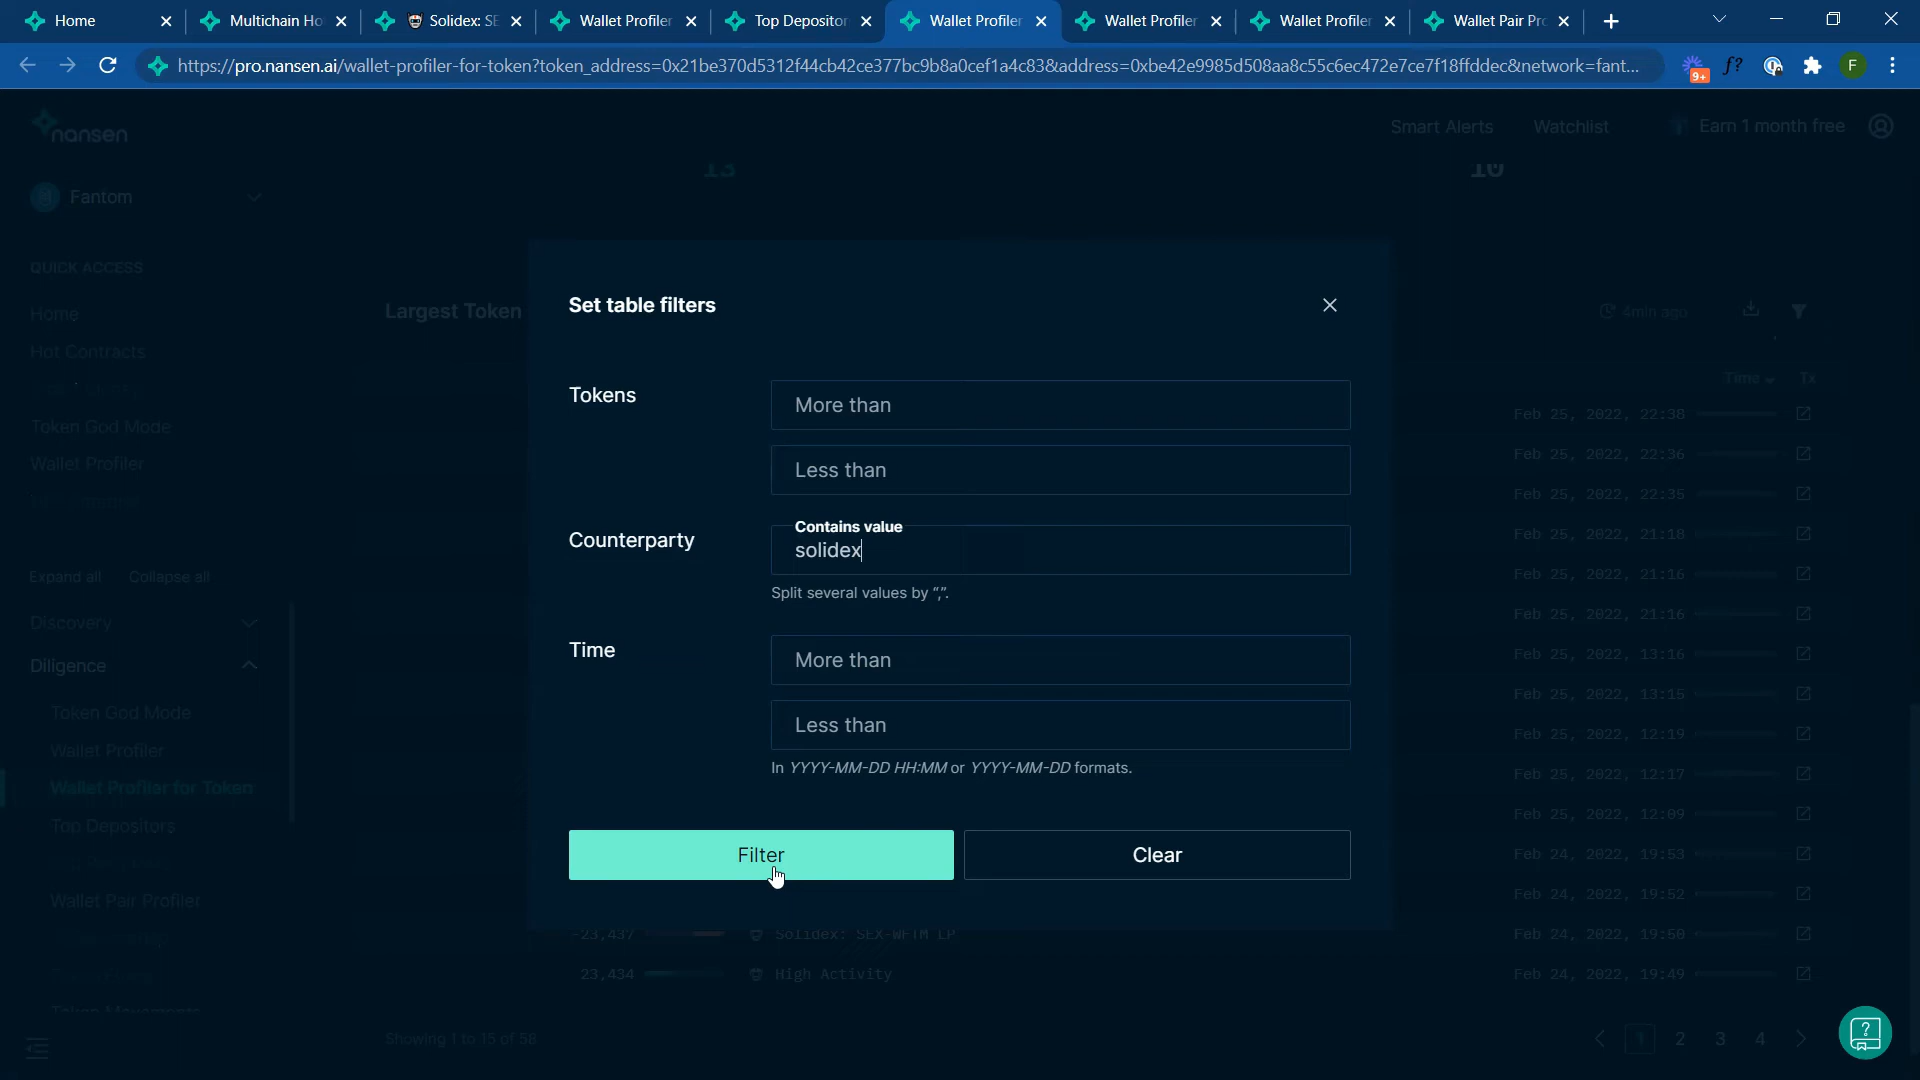 Home
Multichain Ho
Solidex: SE
Wallet Profiler
Top Depositor
Wallet Profiler
Wallet Profiler
Wallet Profiler
Wallet Pair Pro
https://pro.nansen.ai/wallet-profiler-for-token?token_address=0x21be370d5312f44cb42ce377bc9b8a0cef1a4c83&address=0xbe42e9985d508aa8c55c6ec472e7ce7f18ffddec&network=fant...
9+
f?
F
nansen
Smart Alerts
Watchlist
Earn 1 month free
13
10
Fantom
QUICK ACCESS
Home
Hot Contracts
Token God Mode
Wallet Profiler
Expand all
Collapse all
Discovery
Diligence
Token God Mode
Wallet Profiler
Wallet Profiler for Token
Top Depositors
Wallet Pair Profiler
Token Movements
Largest Token
4min ago
Set table filters
Tokens
More than
Less than
Counterparty
Contains value
solidex
Split several values by “,”.
Time
More than
Less than
In YYYY-MM-DD HH:MM or YYYY-MM-DD formats.
Filter
Clear
Time
Tx
Feb 25, 2022, 22:38
Feb 25, 2022, 22:36
Feb 25, 2022, 22:35
Feb 25, 2022, 21:18
Feb 25, 2022, 21:16
Feb 25, 2022, 21:16
Feb 25, 2022, 13:16
Feb 25, 2022, 13:15
Feb 25, 2022, 12:19
Feb 25, 2022, 12:17
Feb 25, 2022, 12:09
Feb 24, 2022, 19:53
Feb 24, 2022, 19:52
-23,437
Solidex: SEX-WFTM LP
Feb 24, 2022, 19:50
23,434
High Activity
Feb 24, 2022, 19:49
Showing 1 to 15 of 58
1
2
3
4